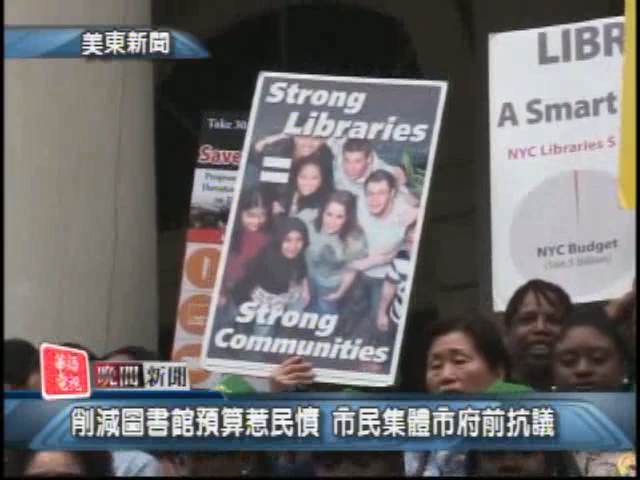 美東新聞
LIBR
A Smart
NYC Libraries S
NYC Budget
Take 30
Save
Strong
Libraries
=
Strong
Communities
華語
電視
晚間新聞
削減圖書館預算惹民憤 市民集體市府前抗議